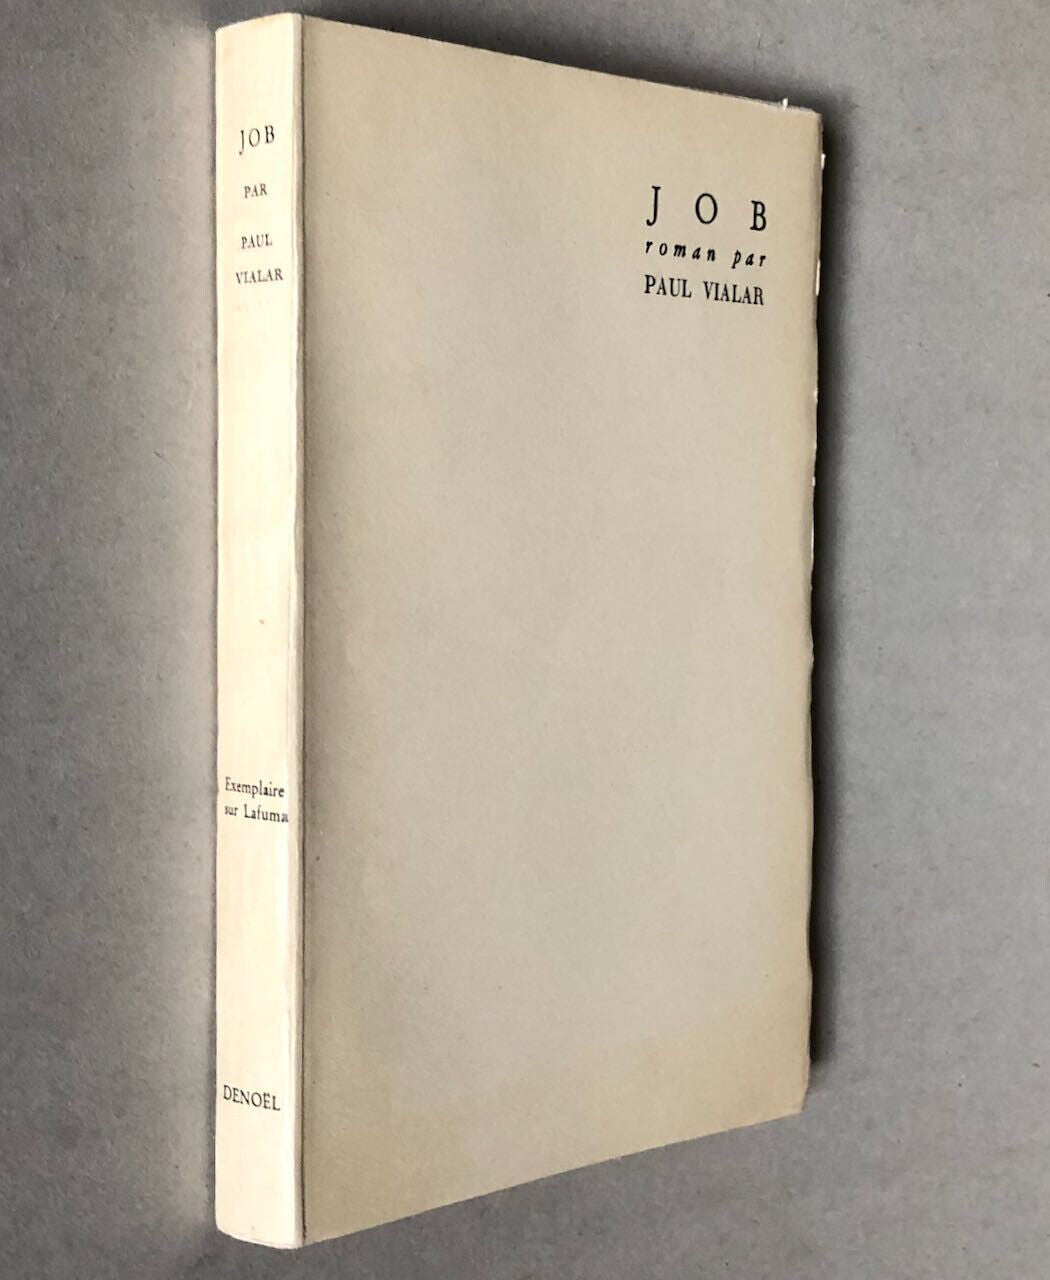 JOB
PAR
PAUL
VIALAR
Exemplaire
sur Lafuma
DENOËL
JOB
roman par
PAUL VIALAR